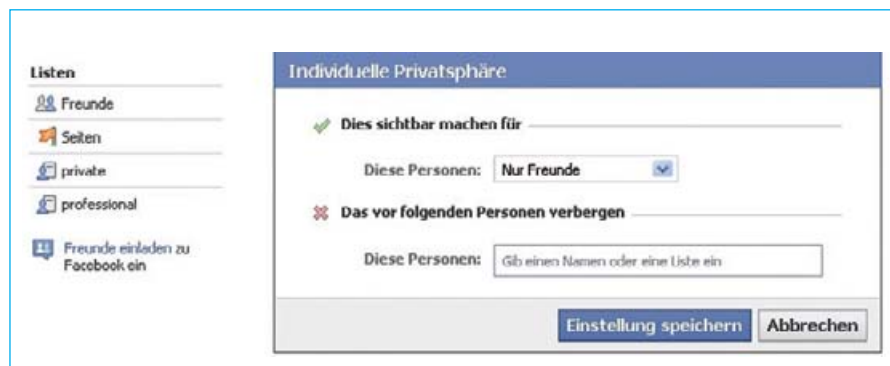 Listen
Freunde
Seiten
private
professional
Freunde einladen zu
Facebook ein
Individuelle Privatsphäre
Dies sichtbar machen für
Diese Personen: Nur Freunde
Das vor folgenden Personen verbergen
Diese Personen: Gib einen Namen oder eine Liste ein
Einstellung speichern Abbrechen